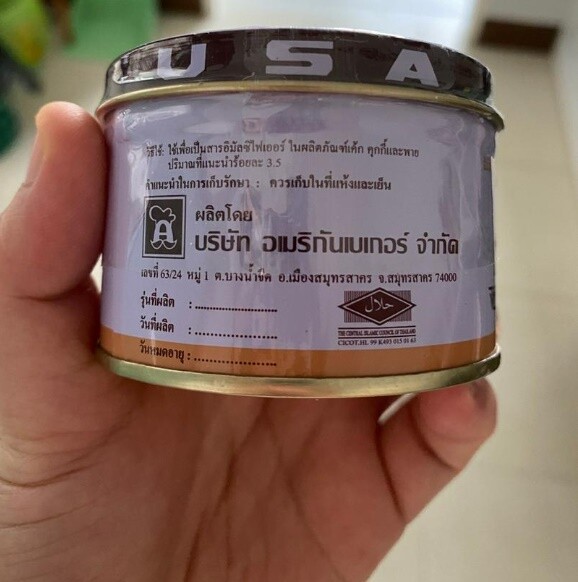 U S A
วิธีใช้: ใช้เพื่อเป็นสารอิมัลซิไฟเออร์ ในผลิตภัณฑ์เค้ก คุกกี้และพาย
ปริมาณที่แนะนำร้อยละ 3.5
คำแนะนำในการเก็บรักษา : ควรเก็บในที่แห้งและเย็น
A
ผลิตโดย
บริษัท อเมริกันเบเกอร์ จำกัด
เลขที่ 63/24 หมู่ 1 ต.บางน้ำจืด อ.เมืองสมุทรสาคร จ.สมุทรสาคร 74000
รุ่นที่ผลิต : ........................
วันที่ผลิต : ........................
วันหมดอายุ : ........................
حلال
THE CENTRAL ISLAMIC COUNCIL OF THAILAND
CICOT.HL 99 K493 015 01 63